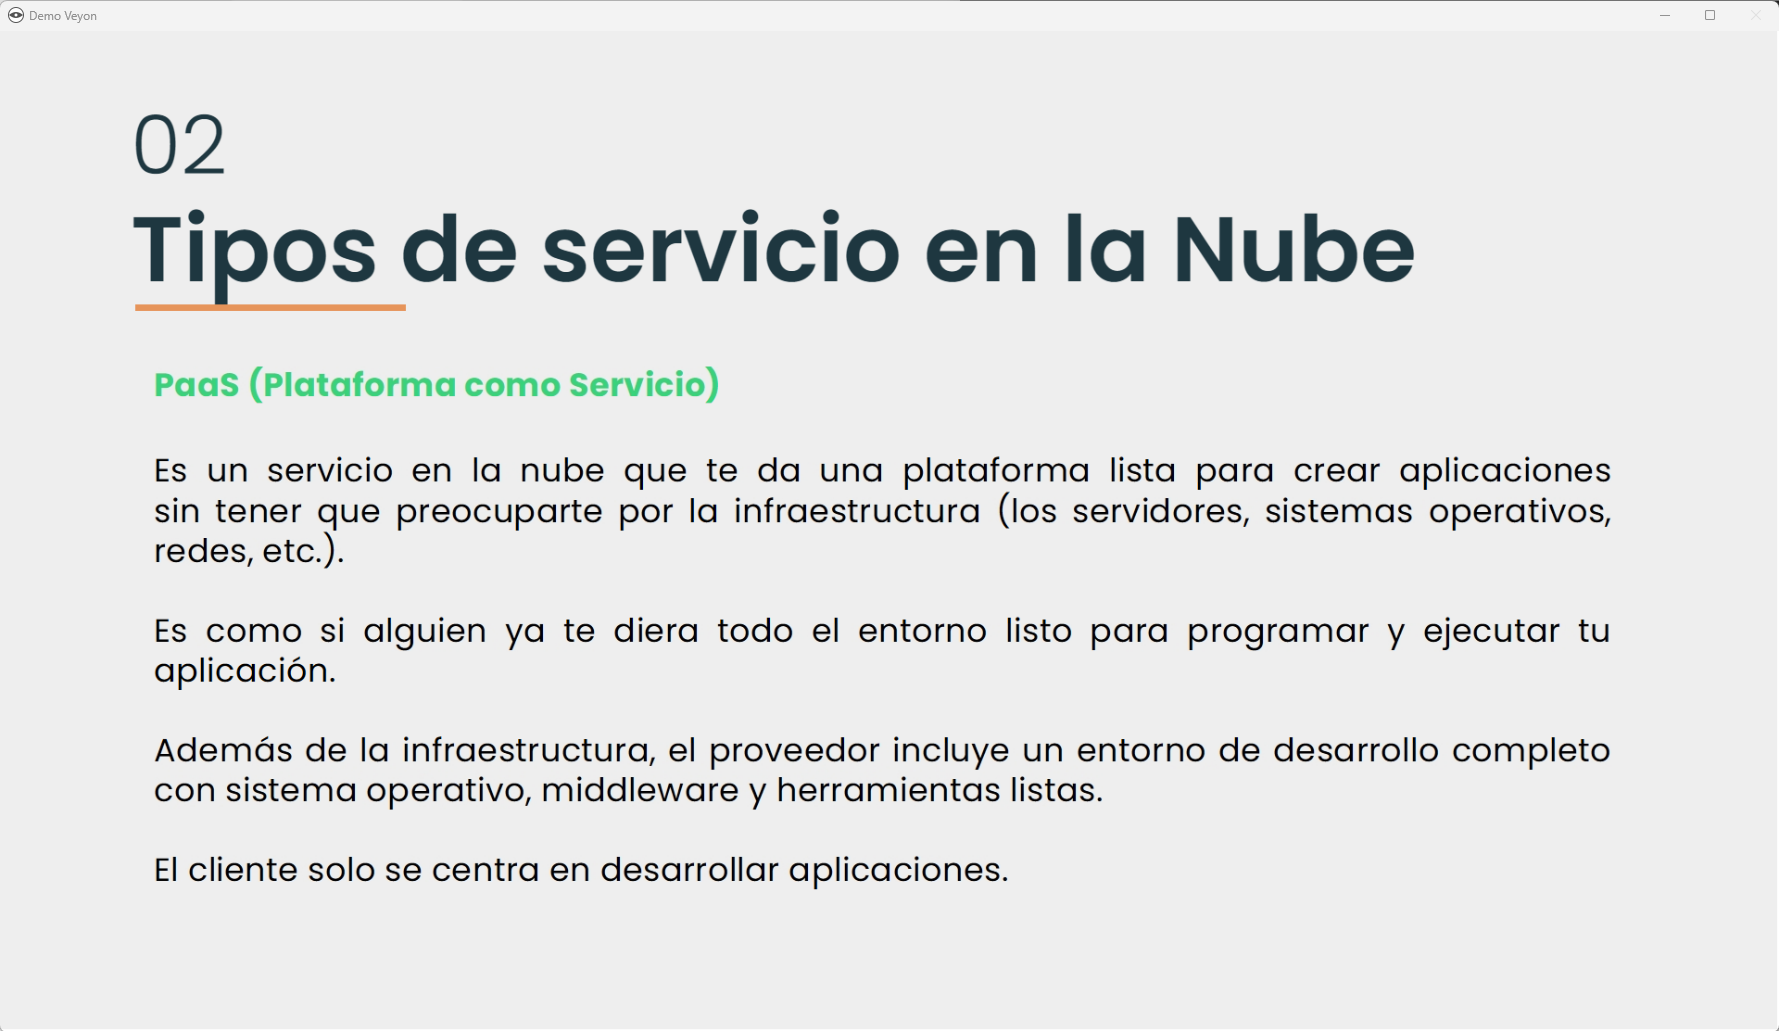 Demo Veyon
02
Tipos de servicio en la Nube
PaaS (Plataforma como Servicio)
Es un servicio en la nube que te da una plataforma lista para crear aplicaciones
sin tener que preocuparte por la infraestructura (los servidores, sistemas operativos,
redes, etc.).
Es como si alguien ya te diera todo el entorno listo para programar y ejecutar tu
aplicación.
Además de la infraestructura, el proveedor incluye un entorno de desarrollo completo
con sistema operativo, middleware y herramientas listas.
El cliente solo se centra en desarrollar aplicaciones.